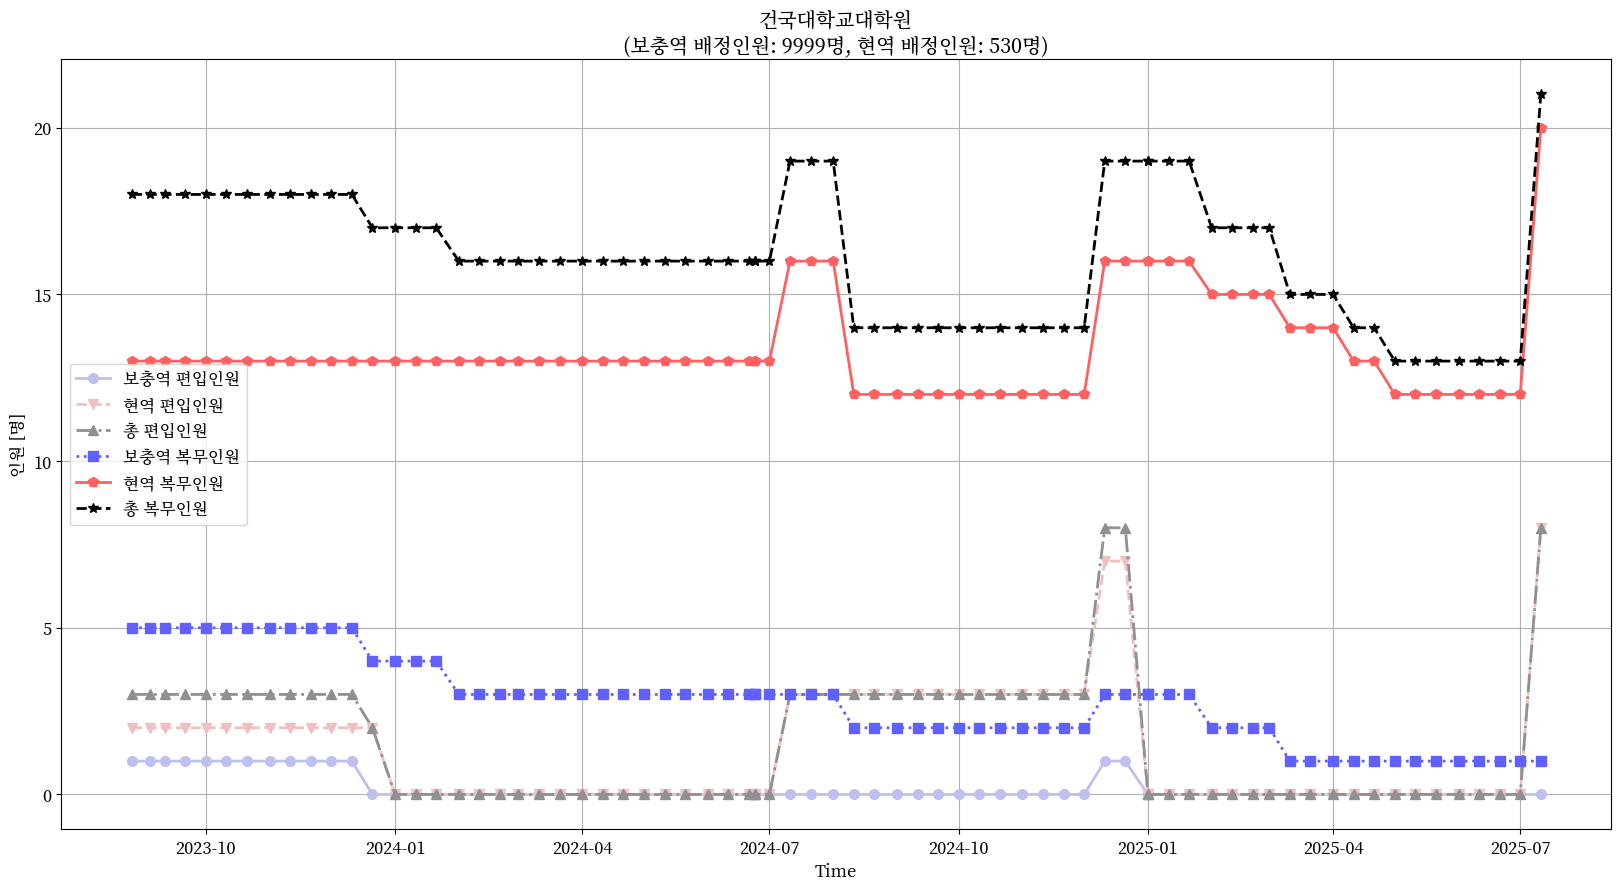 건국대학교대학원
(보충역 배정인원: 9999명, 현역 배정인원: 530명)
인원 [명]
20
15
10
5
0
보충역 편입인원
현역 편입인원
총 편입인원
보충역 복무인원
현역 복무인원
총 복무인원
2023-10 2024-01 2024-04 2024-07 2024-10 2025-01 2025-04 2025-07
Time